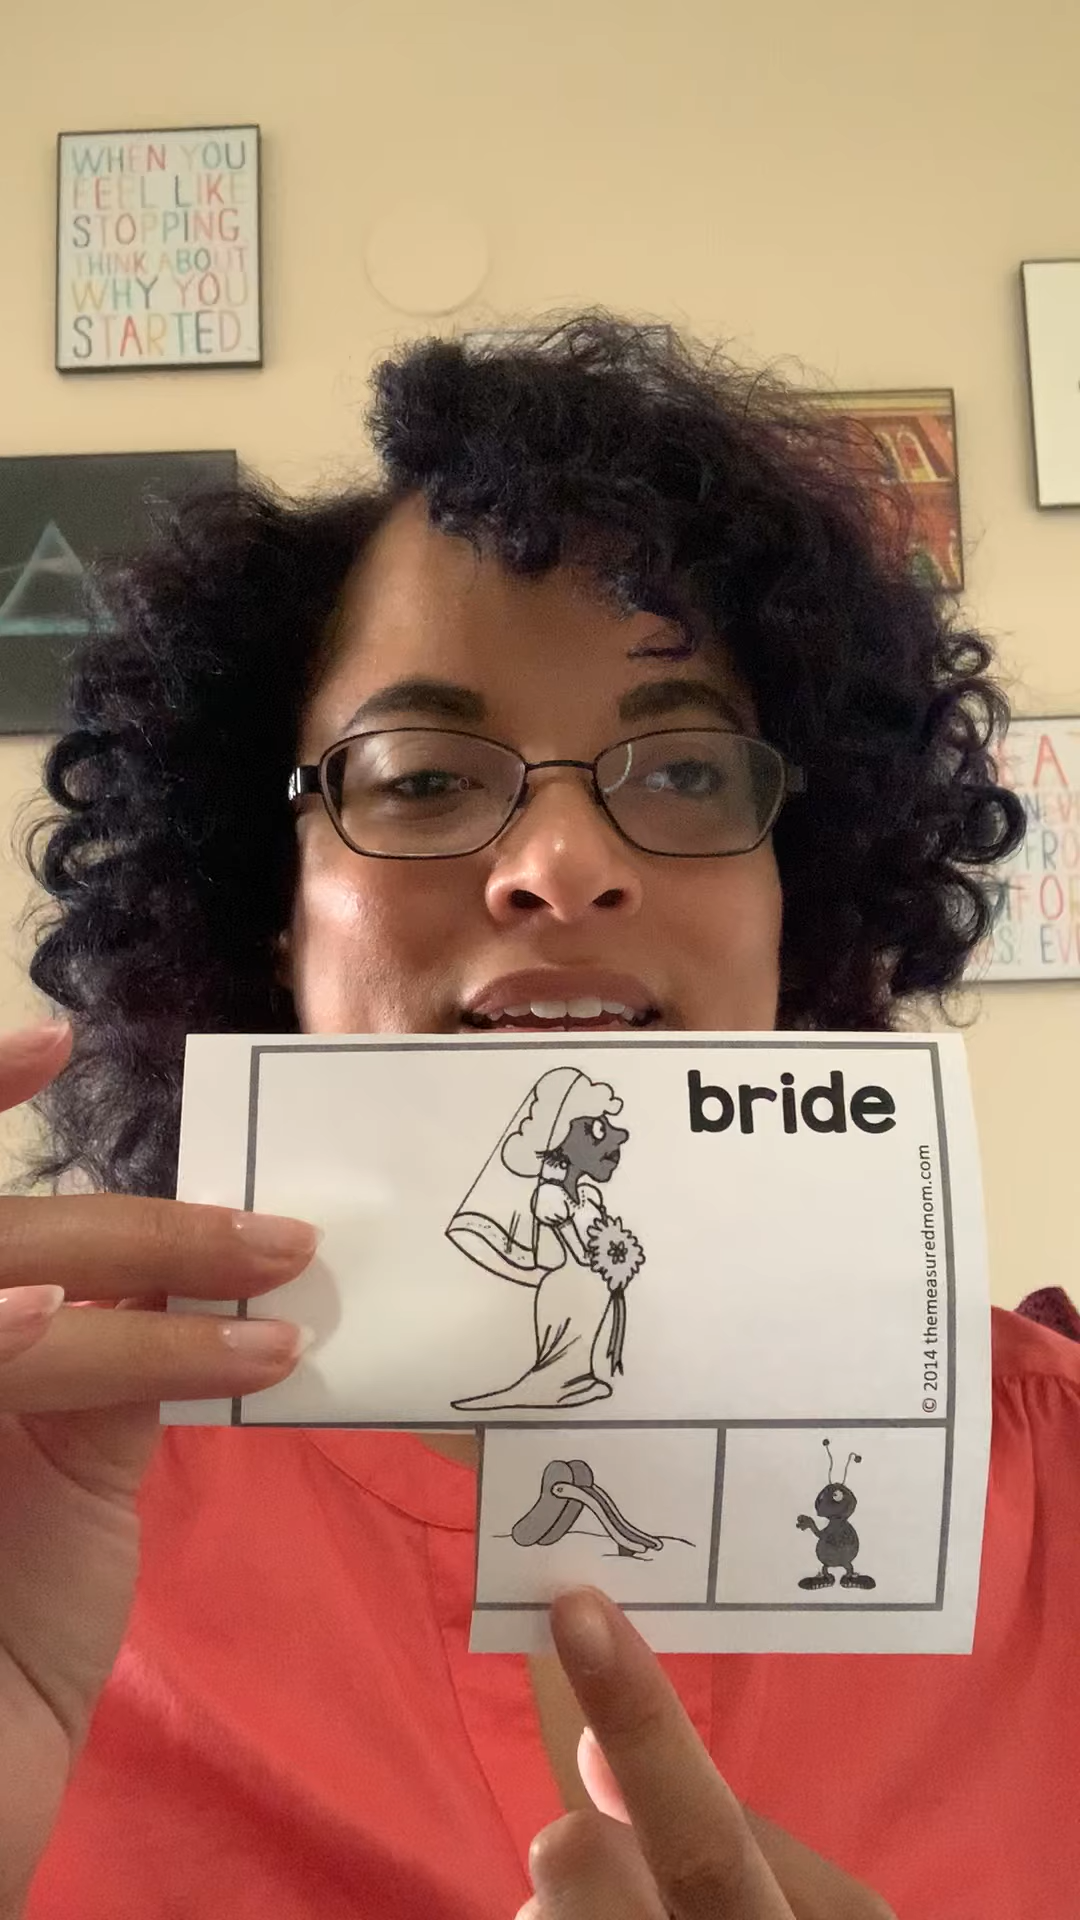 WHEN YOU
FEEL LIKE
STOPPING,
THINK ABOUT
WHY YOU
STARTED.
bride
© 2014 themeasuredmom.com